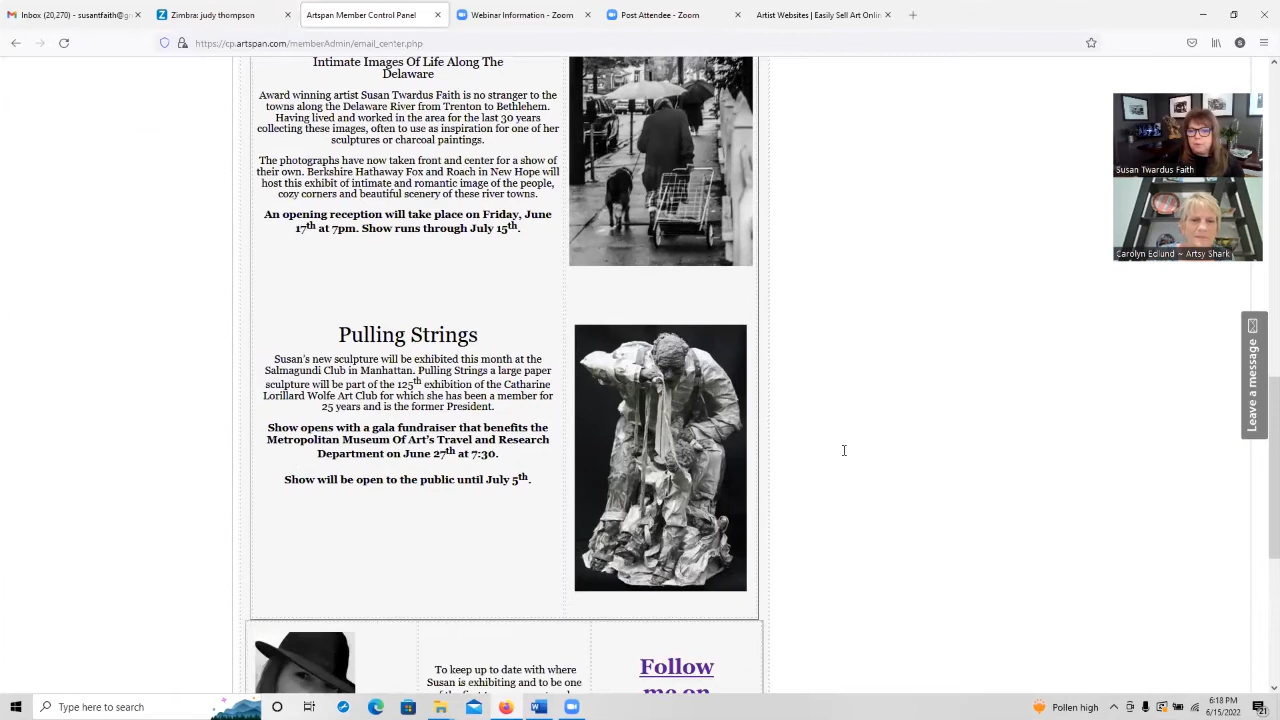 Inbox (20,270) - susantfaith@g
Zimbra: judy thompson
Artspan Member Control Panel
Webinar Information - Zoom
Post Attendee - Zoom
Artist Websites | Easily Sell Art Onlin
https://cp.artspan.com/memberAdmin/email_center.php
Intimate Images Of Life Along The
Delaware
Award winning artist Susan Twardus Faith is no stranger to the
towns along the Delaware River from Trenton to Bethlehem.
Having lived and worked in the area for the last 30 years
collecting these images, often to use as inspiration for one of her
sculptures or charcoal paintings.
The photographs have now taken front and center for a show of
their own. Berkshire Hathaway Fox and Roach in New Hope will
host this exhibit of intimate and romantic image of the people,
cozy corners and beautiful scenery of these river towns.
An opening reception will take place on Friday, June
17th at 7pm. Show runs through July 15th.
Pulling Strings
Susan's new sculpture will be exhibited this month at the
Salmagundi Club in Manhattan. Pulling Strings a large paper
sculpture will be part of the 125th exhibition of the Catharine
Lorillard Wolfe Art Club for which she has been a member for
25 years and is the former President.
Show opens with a gala fundraiser that benefits the
Metropolitan Museum Of Art's Travel and Research
Department on June 27th at 7:30.
Show will be open to the public until July 5th.
To keep up to date with where
Susan is exhibiting and to be one
Follow
me on
Susan Twardus Faith
Carolyn Edlund ~ Artsy Shark
Leave a message
Type here to search
Pollen high
6:18 PM
6/15/2022
21